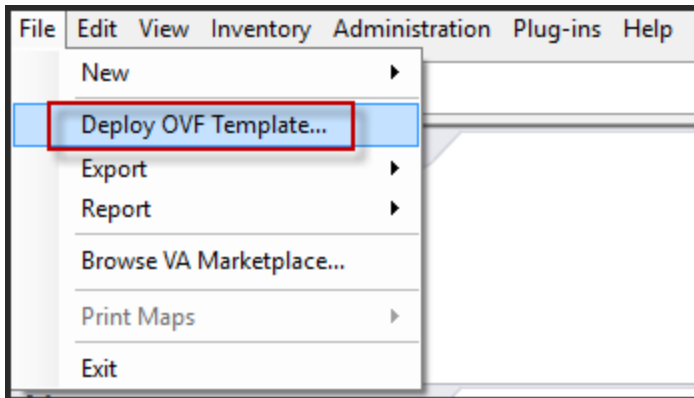 File Edit View Inventory Administration Plug-ins Help
New
Deploy OVF Template...
Export
Report
Browse VA Marketplace...
Print Maps
Exit